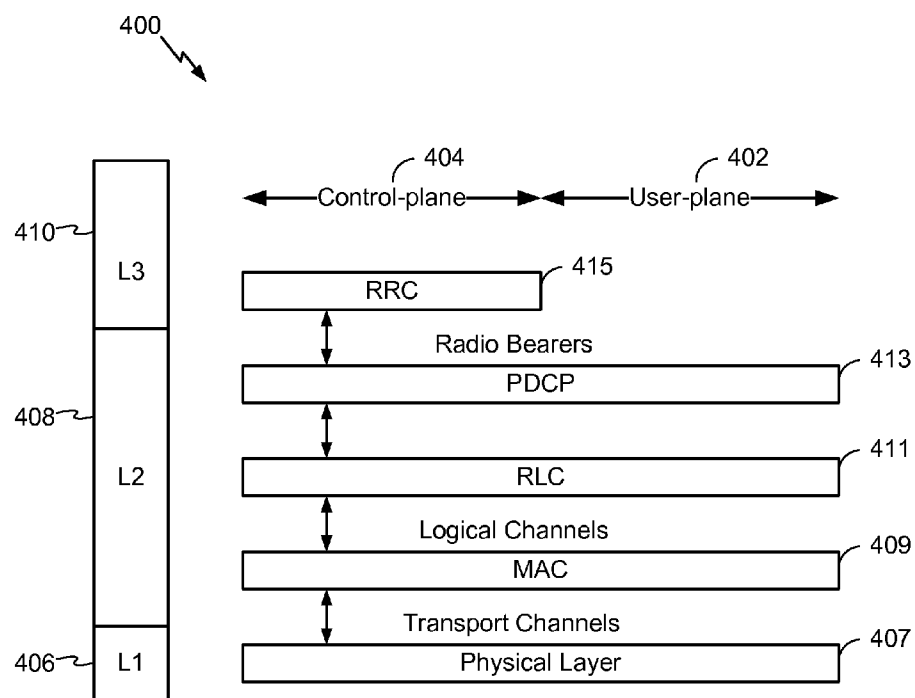 400
404
402
Control-plane
User-plane
410
L3
415
RRC
Radio Bearers
413
PDCP
408
L2
411
RLC
Logical Channels
409
MAC
Transport Channels
407
406
L1
Physical Layer